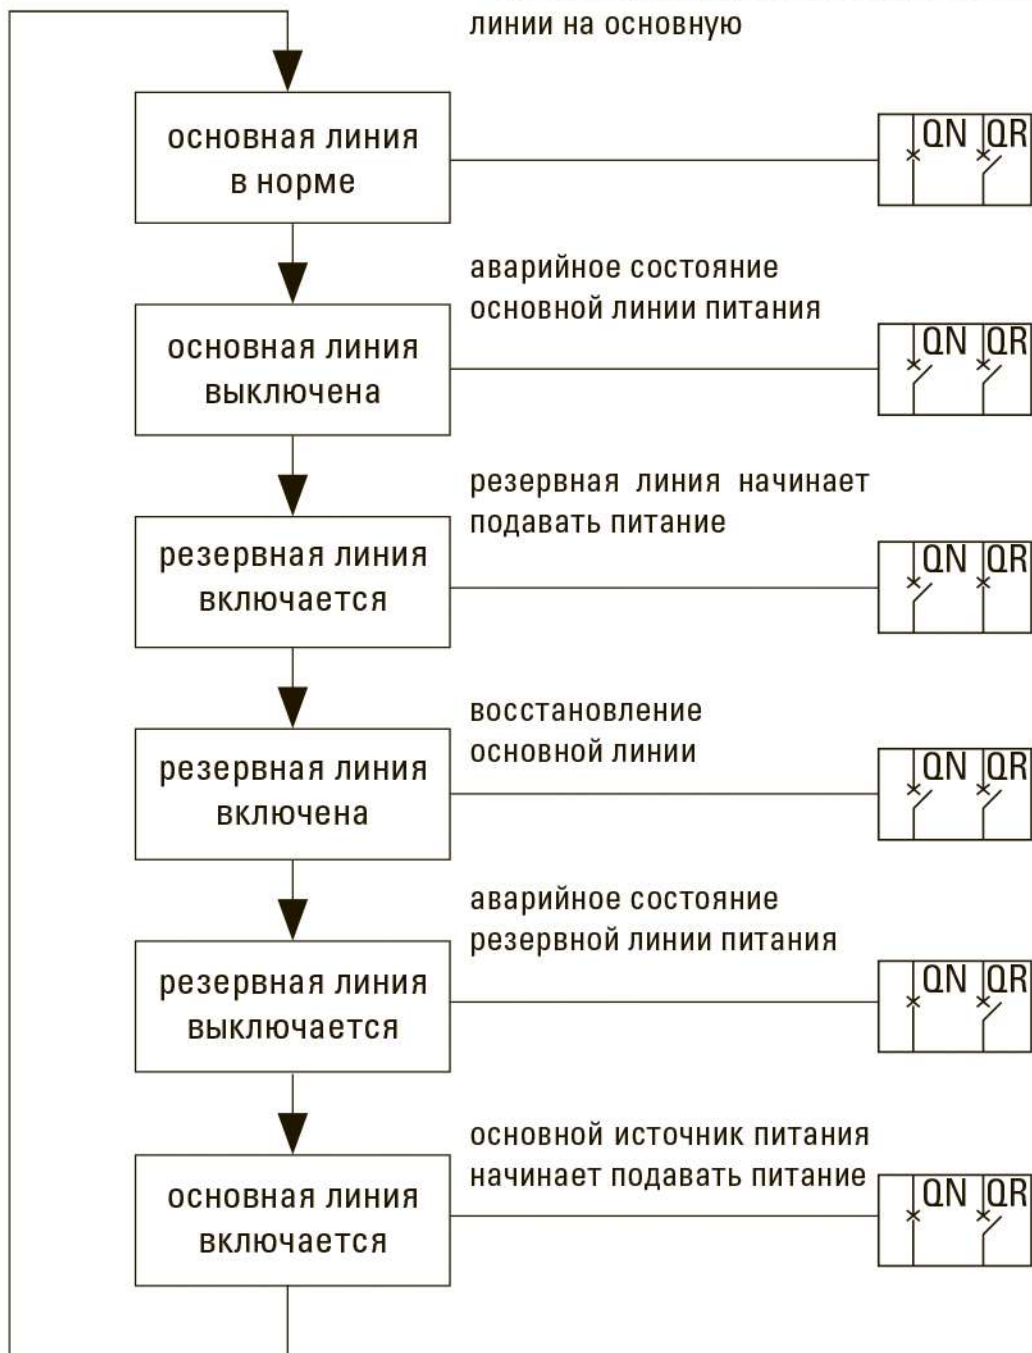 линии на основную
основная линия
в норме
QN QR
аварийное состояние
основной линии питания
основная линия
выключена
QN QR
резервная линия начинает
подавать питание
резервная линия
включается
QN QR
восстановление
основной линии
резервная линия
включена
QN QR
аварийное состояние
резервной линии питания
резервная линия
выключается
QN QR
основной источник питания
начинает подавать питание
основная линия
включается
QN QR